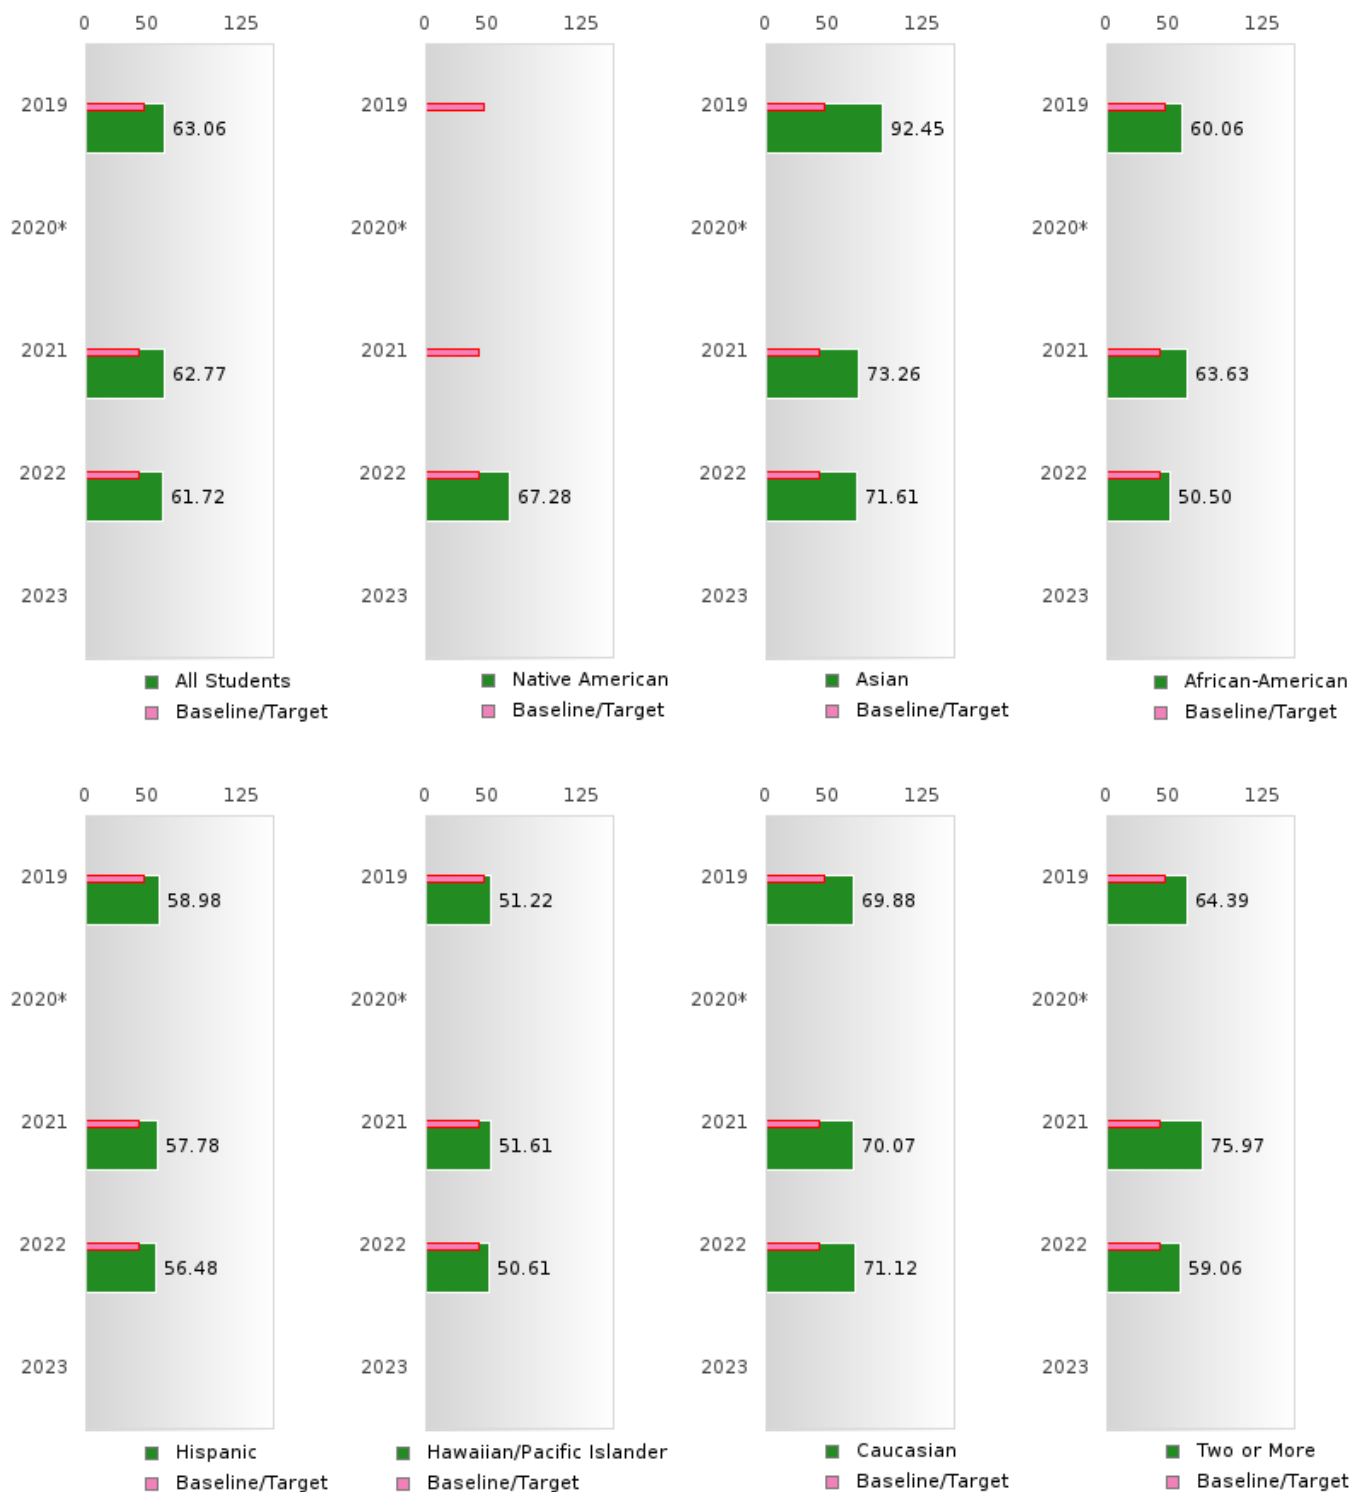 0 50 125
0 50 125
0 50 125
0 50 125
2019 63.06
2019
2019 92.45
2019 60.06
2020*
2020*
2020*
2020*
2021 62.77
2021
2021 73.26
2021 63.63
2022 61.72
2022 67.28
2022 71.61
2022 50.50
2023
2023
2023
2023
All Students
Baseline/Target
Native American
Baseline/Target
Asian
Baseline/Target
African-American
Baseline/Target
0 50 125
0 50 125
0 50 125
0 50 125
2019 58.98
2019 51.22
2019 69.88
2019 64.39
2020*
2020*
2020*
2020*
2021 57.78
2021 51.61
2021 70.07
2021 75.97
2022 56.48
2022 50.61
2022 71.12
2022 59.06
2023
2023
2023
2023
Hispanic
Baseline/Target
Hawaiian/Pacific Islander
Baseline/Target
Caucasian
Baseline/Target
Two or More
Baseline/Target